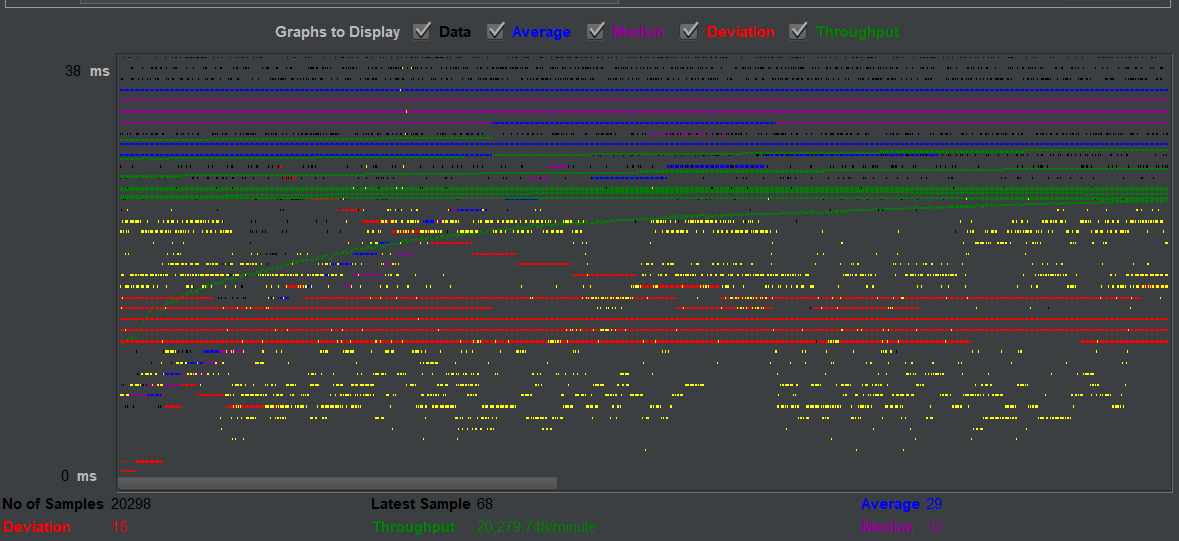 Graphs to Display Data Average Median Deviation Throughput
38 ms
0 ms
No of Samples 20298 Latest Sample 68 Average 29
Deviation 15 Throughput 20,279.748/minute Median 32